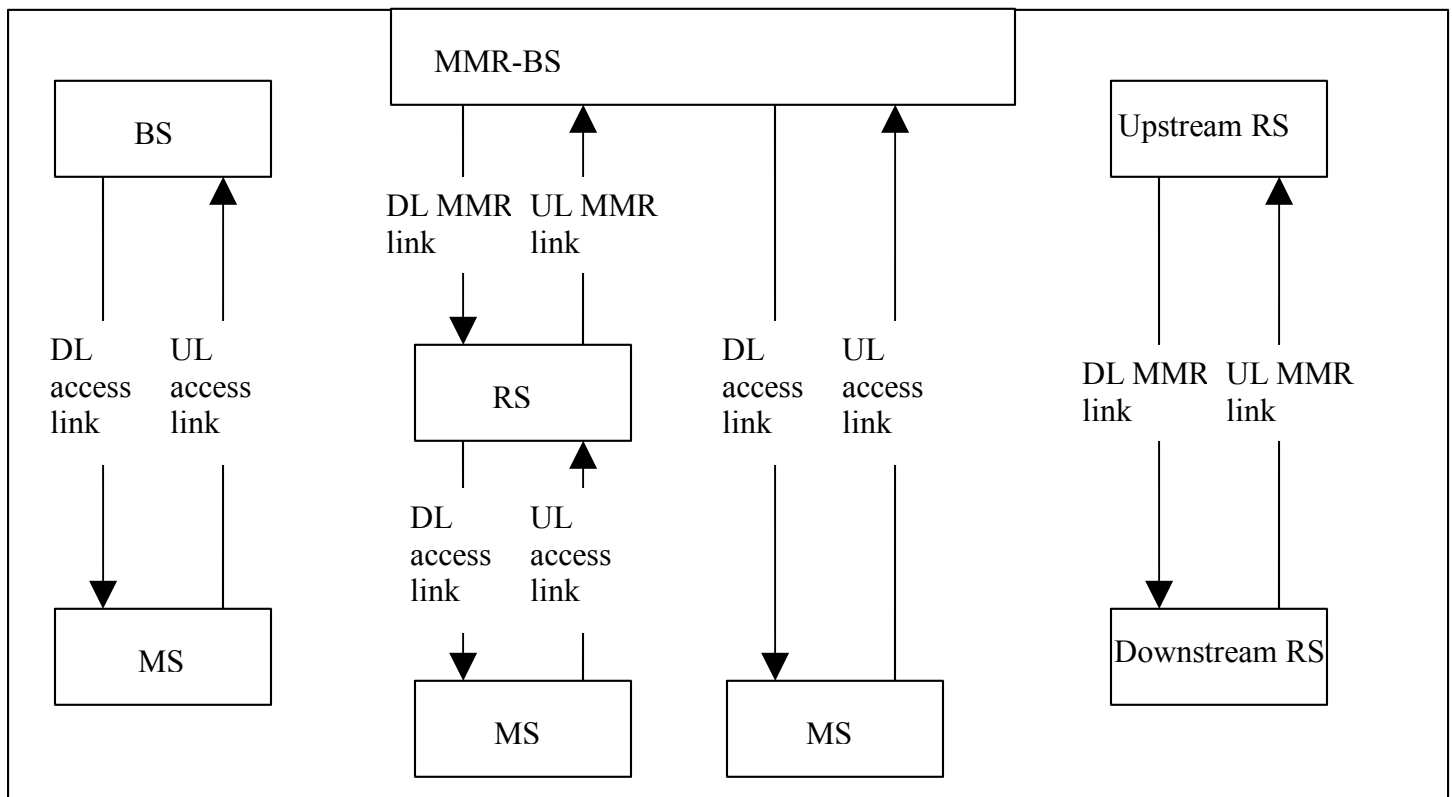 MMR-BS
BS
Upstream RS
DL MMR
link
UL MMR
link
DL
access
link
UL
access
link
RS
DL
access
link
UL
access
link
DL MMR
link
UL MMR
link
DL
access
link
UL
access
link
MS
Downstream RS
MS
MS